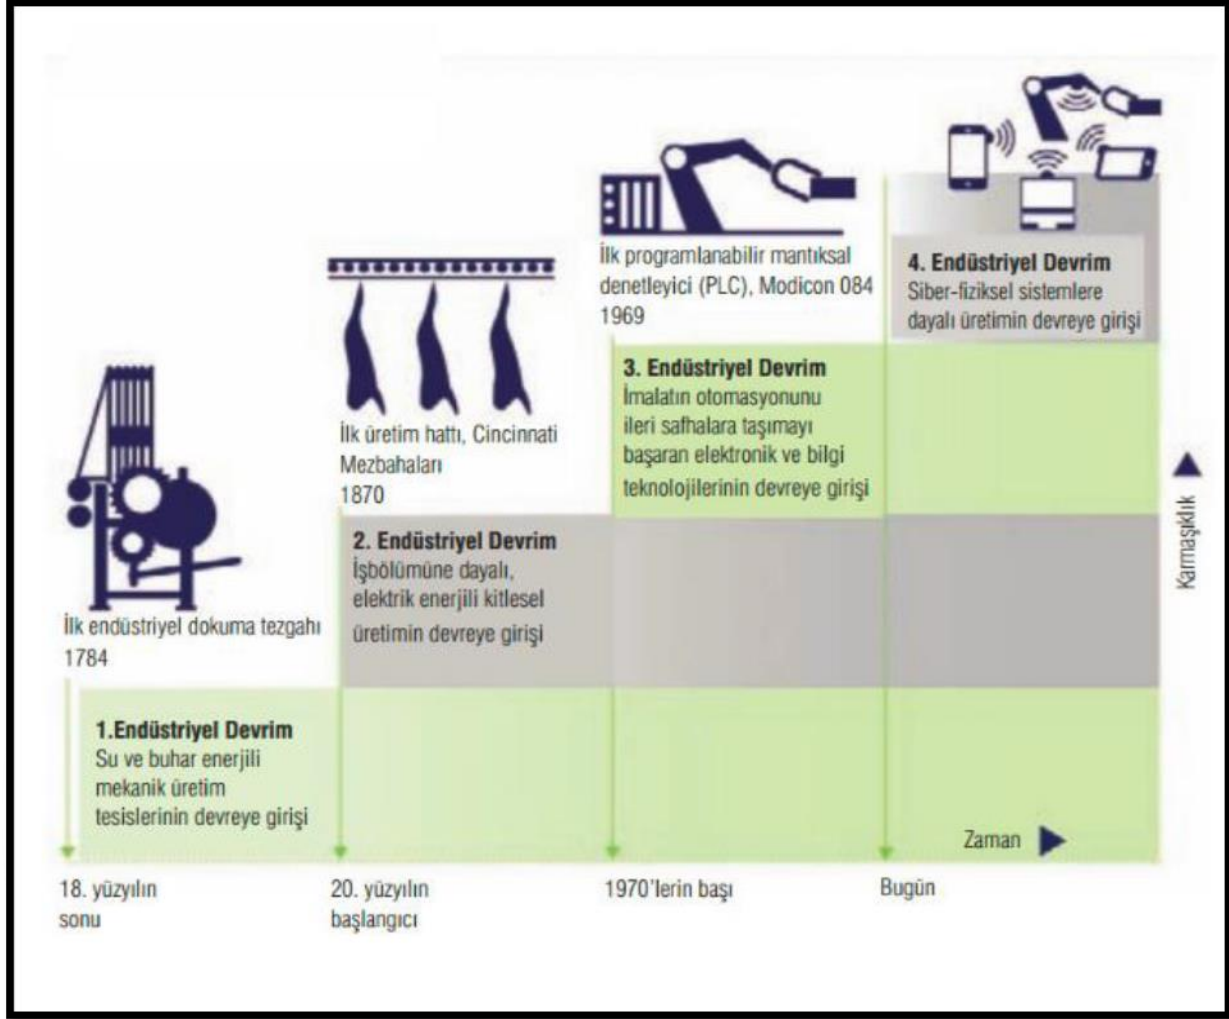 İlk endüstriyel dokuma tezgahı
1784
1.Endüstriyel Devrim
Su ve buhar enerjili
mekanik üretim
tesislerinin devreye girişi
18. yüzyılın
sonu
İlk üretim hattı, Cincinnati
Mezbahaları
1870
2. Endüstriyel Devrim
İşbölümüne dayalı,
elektrik enerjili kitlesel
üretimin devreye girişi
20. yüzyılın
başlangıcı
İlk programlanabilir mantıksal
denetleyici (PLC), Modicon 084
1969
3. Endüstriyel Devrim
İmalatın otomasyonunu
ileri safhalara taşımayı
başaran elektronik ve bilgi
teknolojilerinin devreye girişi
1970'lerin başı
4. Endüstriyel Devrim
Siber-fiziksel sistemlere
dayalı üretimin devreye girişi
Bugün
Zaman
Karmaşıklık